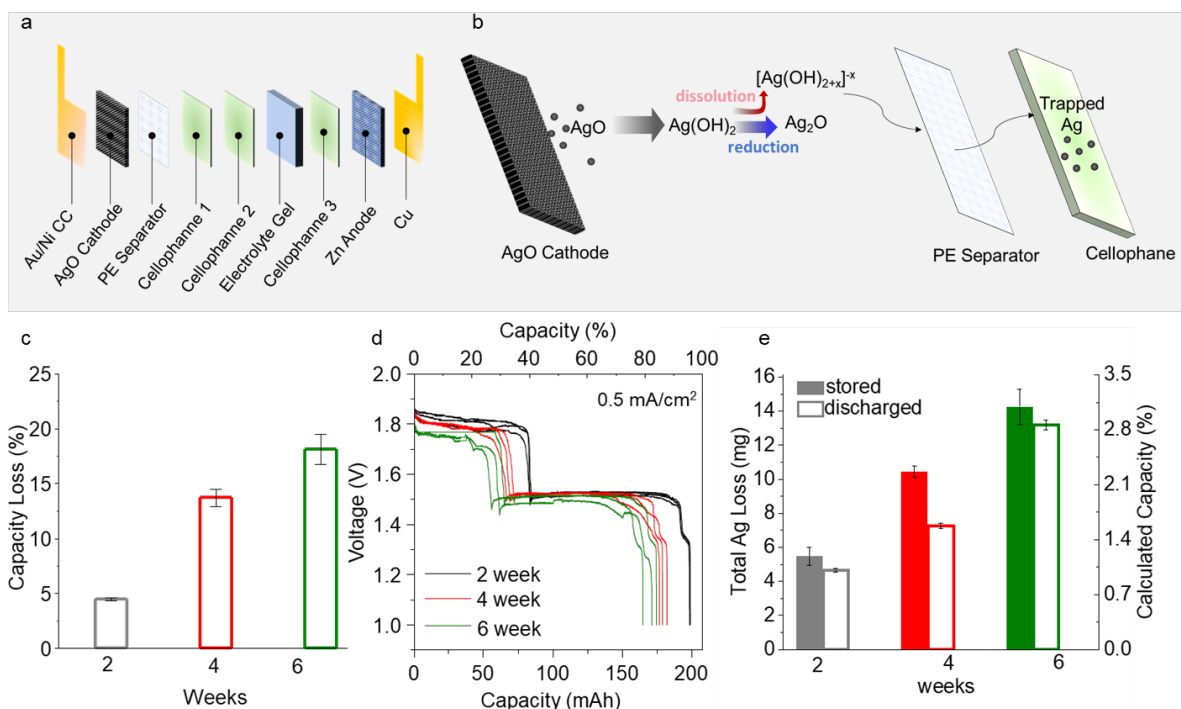 a
Au/Ni CC
AgO Cathode
PE Separator
Cellophanne 1
Cellophanne 2
Electrolyte Gel
Cellophanne 3
Zn Anode
Cu
b
AgO Cathode
AgO
dissolution
[Ag(OH)2+x]-x
Ag(OH)2
Ag2O
reduction
PE Separator
Trapped
Ag
Cellophane
c
Capacity Loss (%)
25
20
15
10
5
0
2
4
6
Weeks
d
Capacity (%)
0 20 40 60 80 100
Voltage (V)
2.0
1.8
1.6
1.4
1.2
1.0
0.5 mA/cm2
2 week
4 week
6 week
0 50 100 150 200
Capacity (mAh)
e
Total Ag Loss (mg)
16
14
12
10
8
6
4
2
0
stored
discharged
3.5
2.8
2.1
1.4
0.7
0.0
Calculated Capacity (%)
2
4
6
weeks